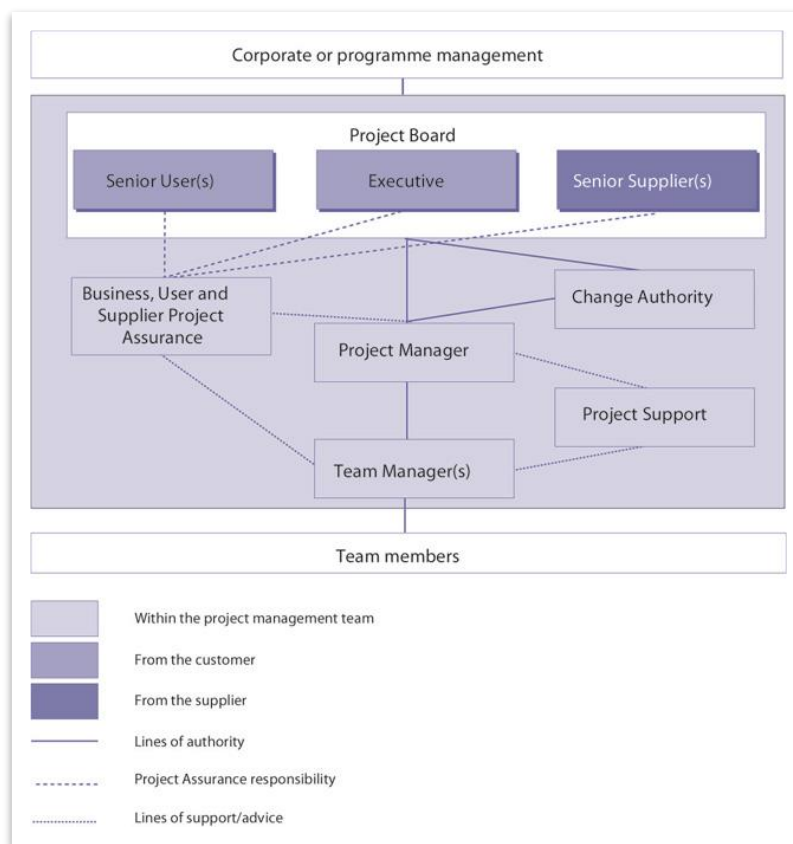 Corporate or programme management
Project Board
Senior User(s)
Executive
Senior Supplier(s)
Business, User and
Supplier Project
Assurance
Change Authority
Project Manager
Project Support
Team Manager(s)
Team members
Within the project management team
From the customer
From the supplier
Lines of authority
Project Assurance responsibility
Lines of support/advice